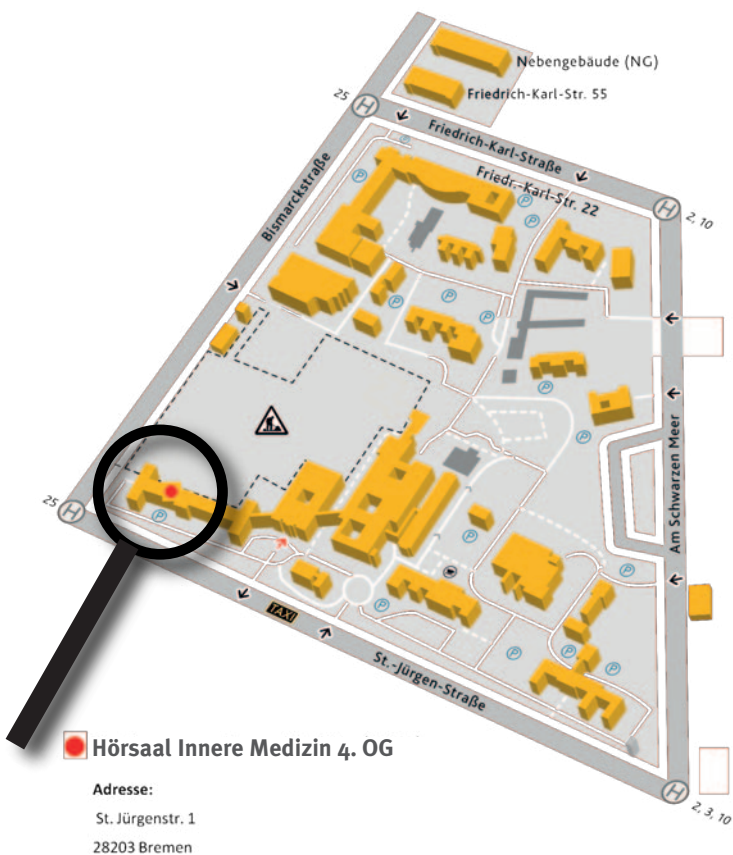 Nebengebäude (NG)
Friedrich-Karl-Str. 55
25
H
Friedrich-Karl-Straße
Friedr.-Karl-Str. 22
H
2, 10
Bismarckstraße
P
P
P
P
P
P
P
P
Am Schwarzen Meer
25
H
P
P
P
P
TAXI
P
P
P
St.-Jürgen-Straße
H
2, 3, 10
Hörsaal Innere Medizin 4. OG
Adresse:
St. Jürgenstr. 1
28203 Bremen